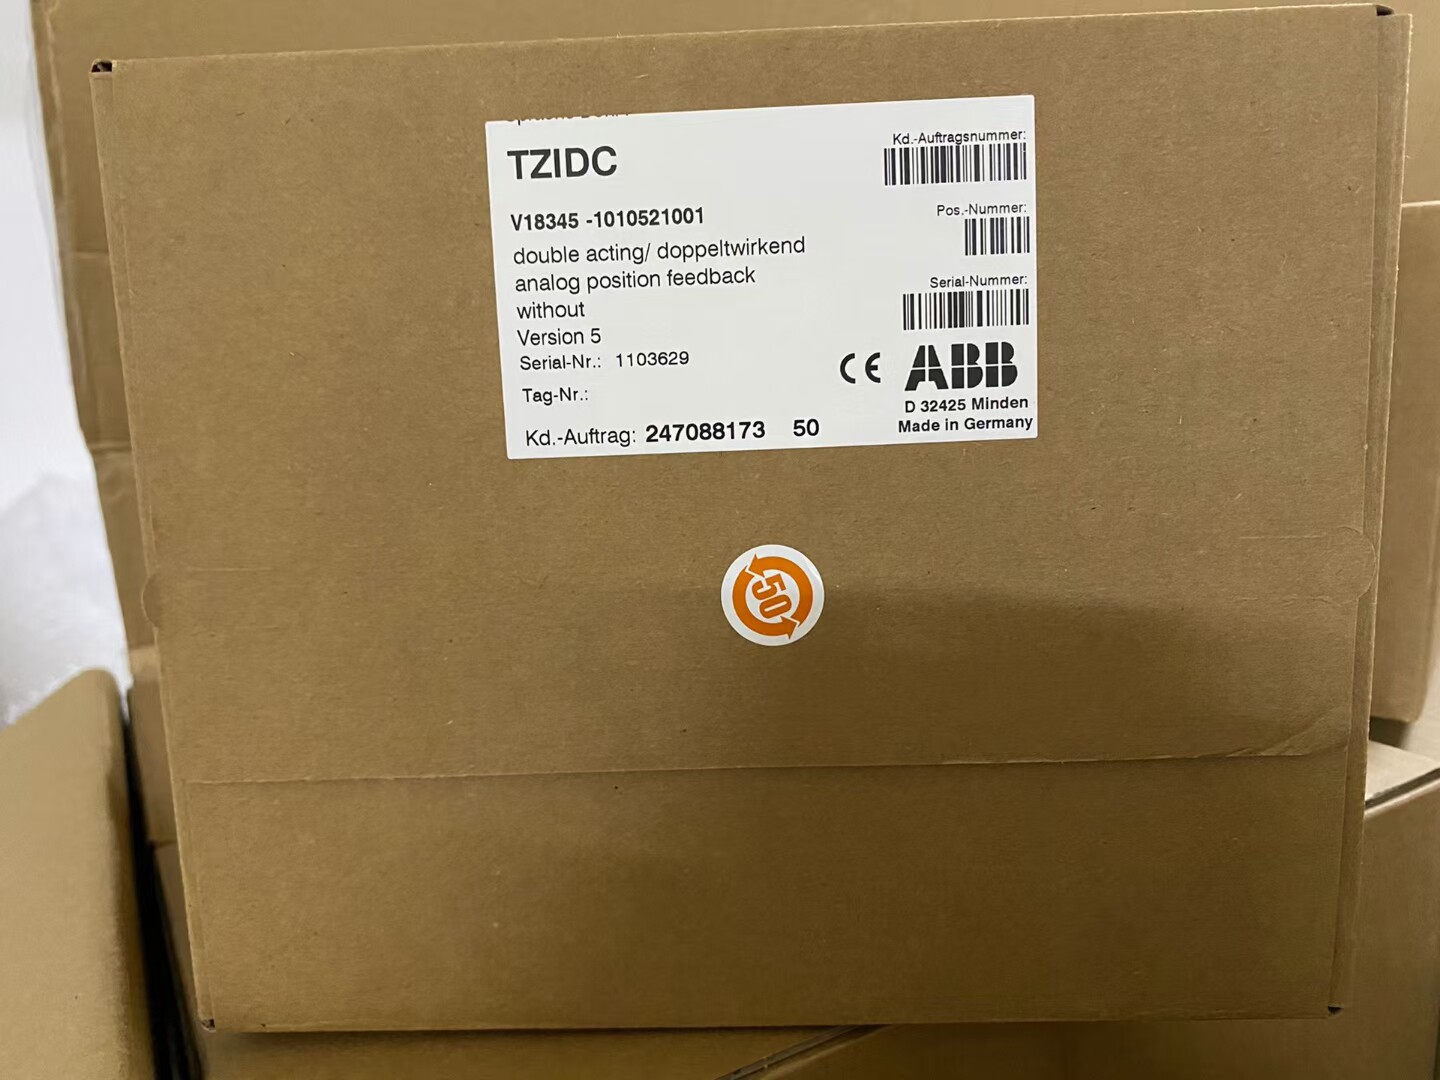 TZIDC
Kd.-Auftragsnummer:
V18345 -1010521001
Pos.-Nummer:
double acting/ doppeltwirkend
analog position feedback
Serial-Nummer:
without
Version 5
Serial-Nr.: 1103629
CE ABB
Tag-Nr.:
D 32425 Minden
Made in Germany
Kd.-Auftrag: 247088173 50
50